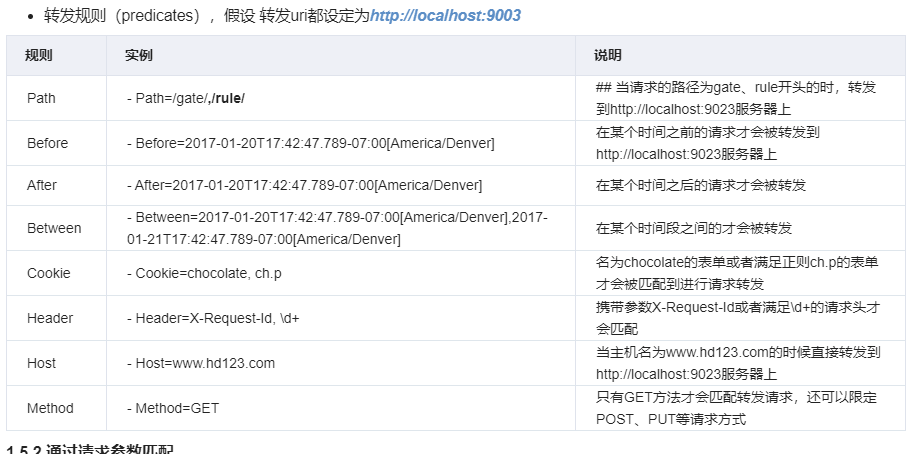 • 转发规则（predicates），假设 转发uri都设定为http://localhost:9003
规则 实例 说明
Path - Path=/gate/,/rule/ ## 当请求的路径为gate、rule开头的时，转发
到http://localhost:9023服务器上
Before - Before=2017-01-20T17:42:47.789-07:00[America/Denver] 在某个时间之前的请求才会被转发到
http://localhost:9023服务器上
After - After=2017-01-20T17:42:47.789-07:00[America/Denver] 在某个时间之后的请求才会被转发
Between - Between=2017-01-20T17:42:47.789-07:00[America/Denver],2017-
01-21T17:42:47.789-07:00[America/Denver] 在某个时间段之间的才会被转发
Cookie - Cookie=chocolate, ch.p 名为chocolate的表单或者满足正则ch.p的表单
才会被匹配到进行请求转发
Header - Header=X-Request-Id, \d+ 携带参数X-Request-Id或者满足\d+的请求头才
会匹配
Host - Host=www.hd123.com 当主机名为www.hd123.com的时候直接转发到
http://localhost:9023服务器上
Method - Method=GET 只有GET方法才会匹配转发请求，还可以限定
POST、PUT等请求方式
1.5.2 通过请求参数匹配